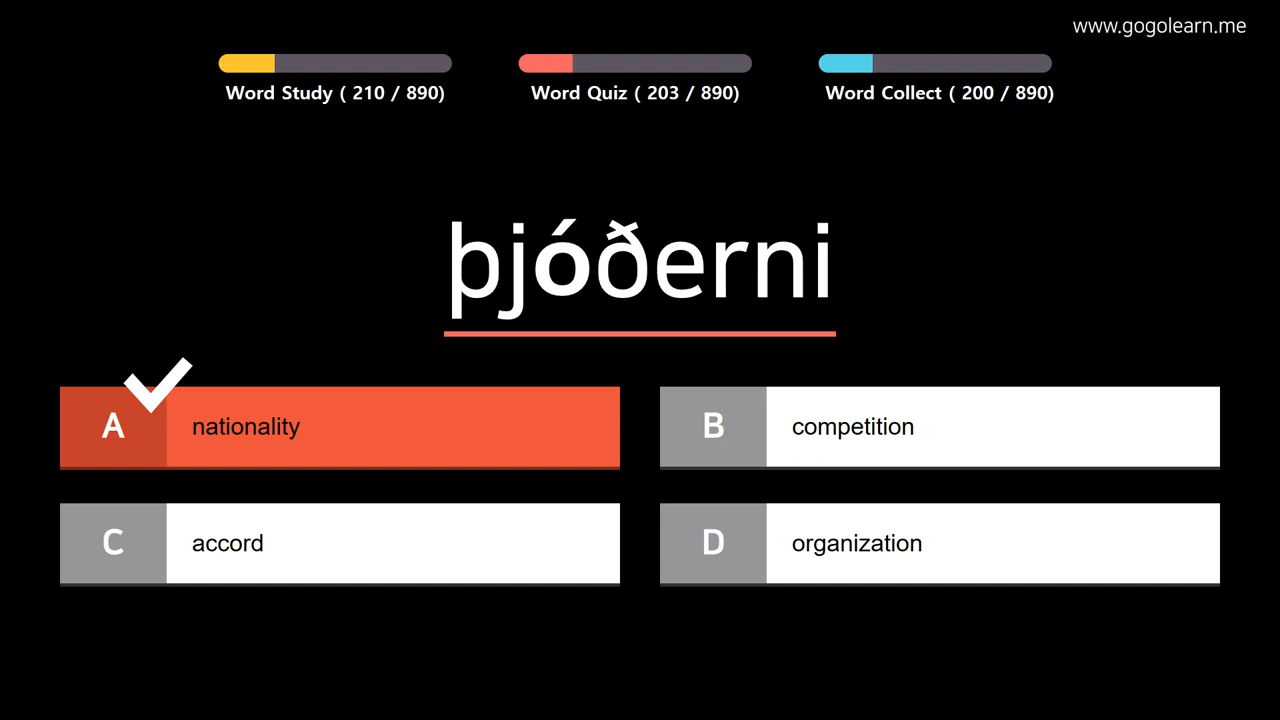 www.gogolearn.me
Word Study ( 210 / 890)
Word Quiz ( 203 / 890)
Word Collect ( 200 / 890)
þjóðerni
A nationality
B competition
C accord
D organization